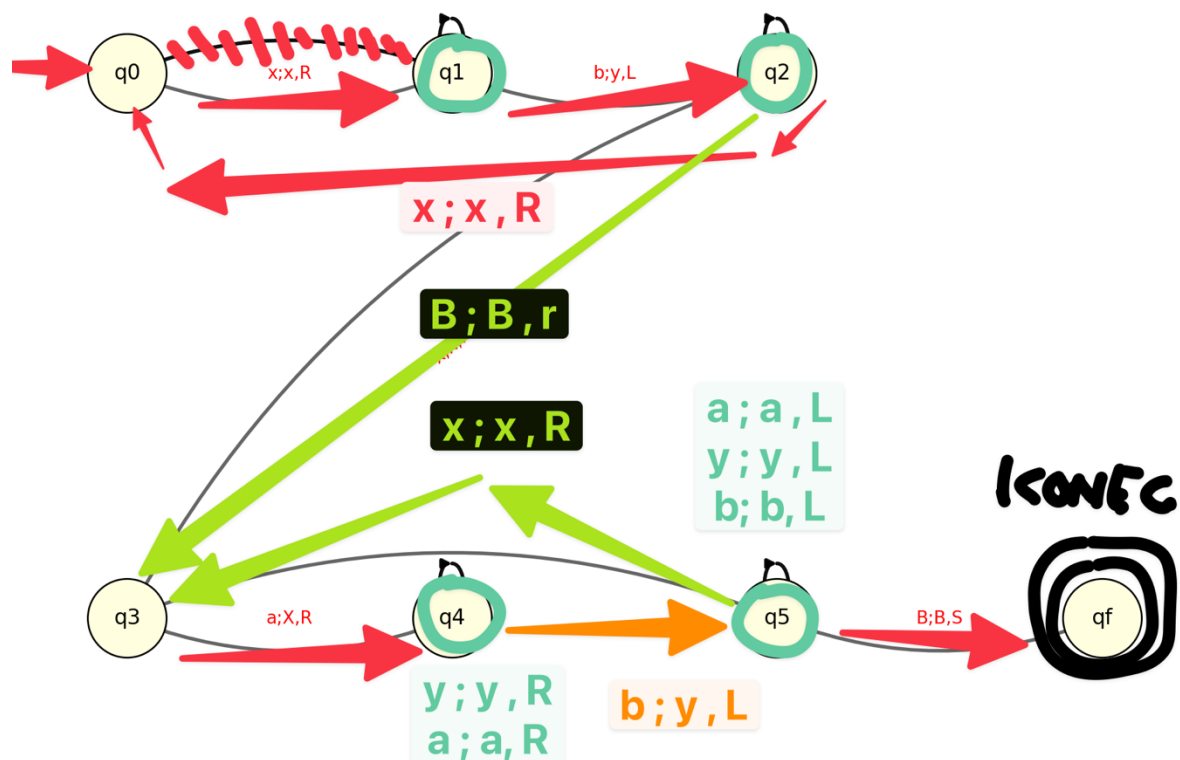 q0
x;x,R
q1
b;y,L
q2
x;x,R
B;B,r
x;x,R
a;a,L
y;y,L
b;b,L
KONEC
q3
a;X,R
q4
q5
B;B,S
qf
y;y,R
a;a,R
b;y,L